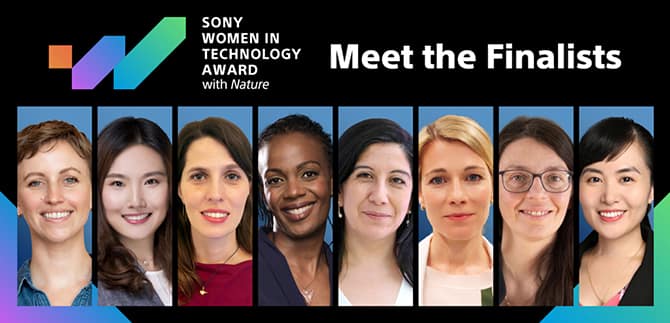 SONY
WOMEN IN
TECHNOLOGY
AWARD
with Nature
Meet the Finalists